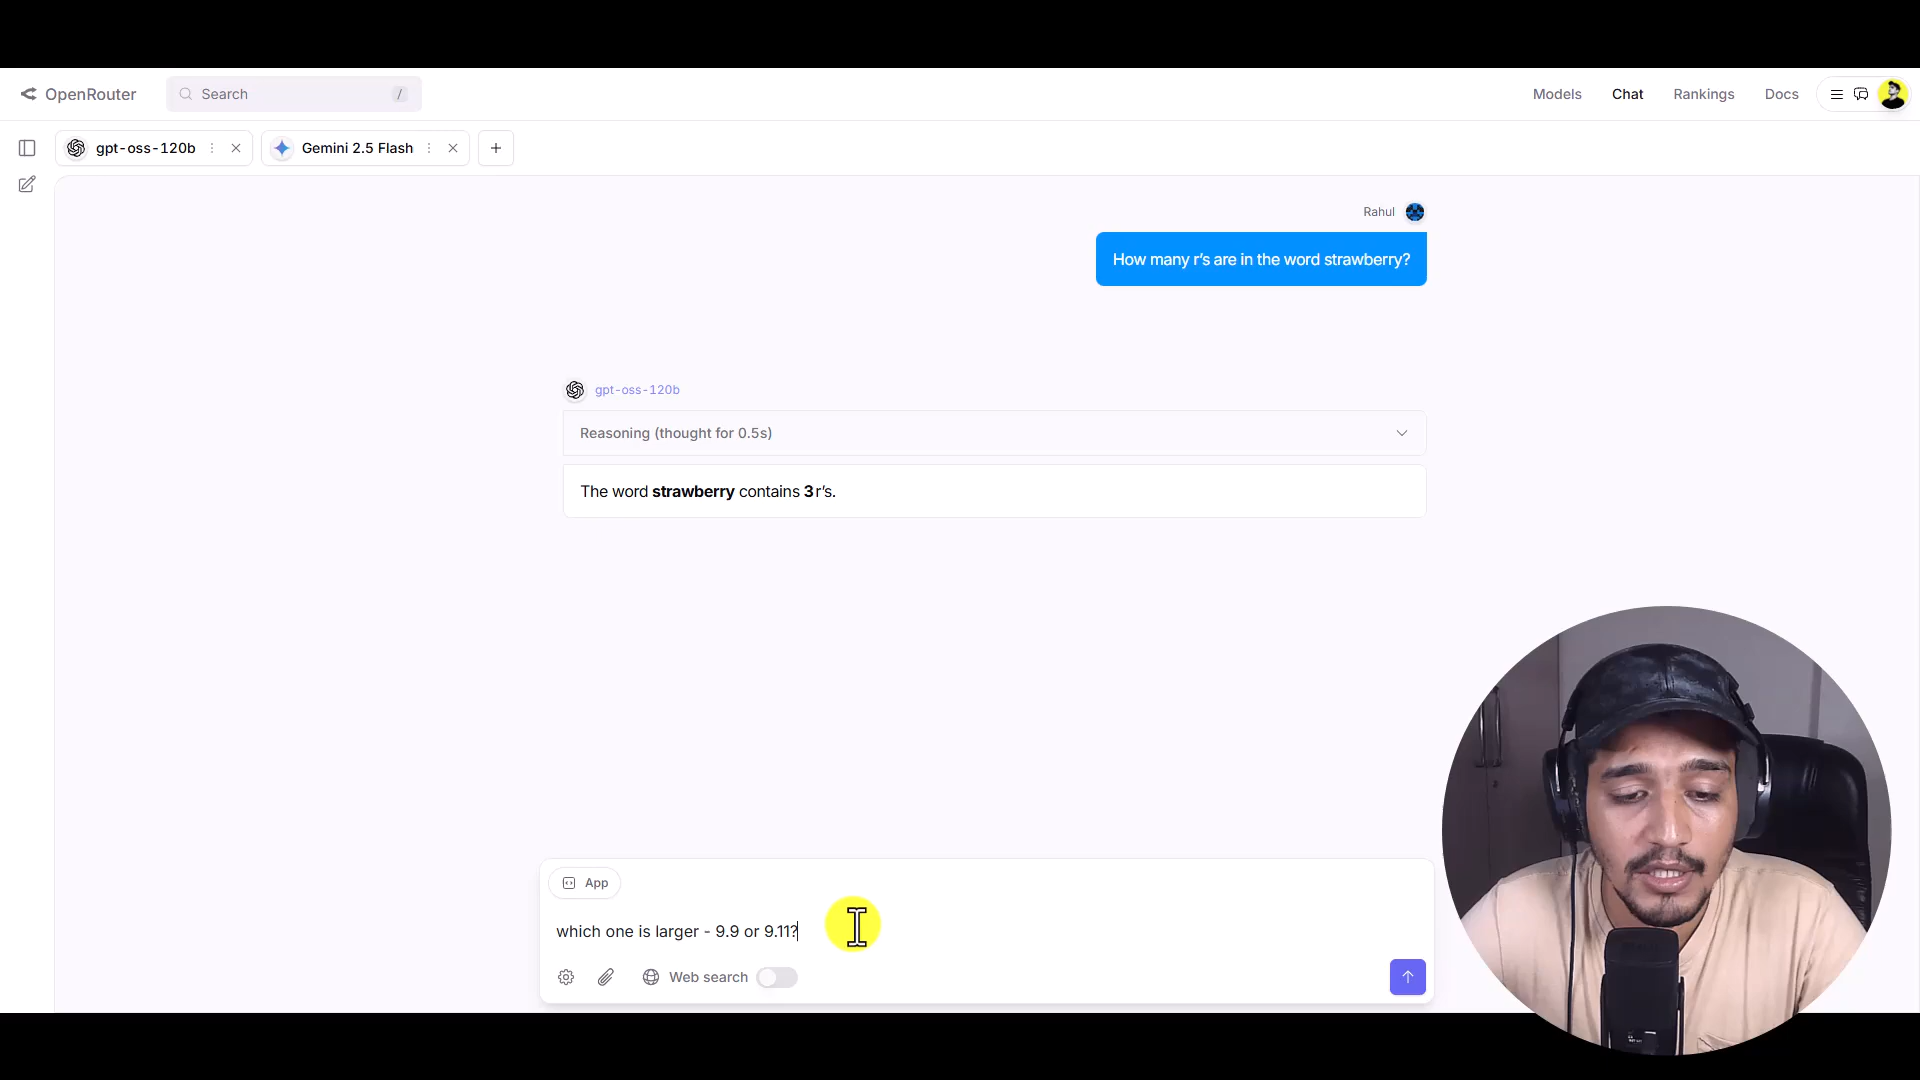 OpenRouter
Search
/
Models
Chat
Rankings
Docs
gpt-oss-120b
Gemini 2.5 Flash
Rahul
How many r's are in the word strawberry?
gpt-oss-120b
Reasoning (thought for 0.5s)
The word strawberry contains 3 r's.
App
which one is larger - 9.9 or 9.11?
Web search